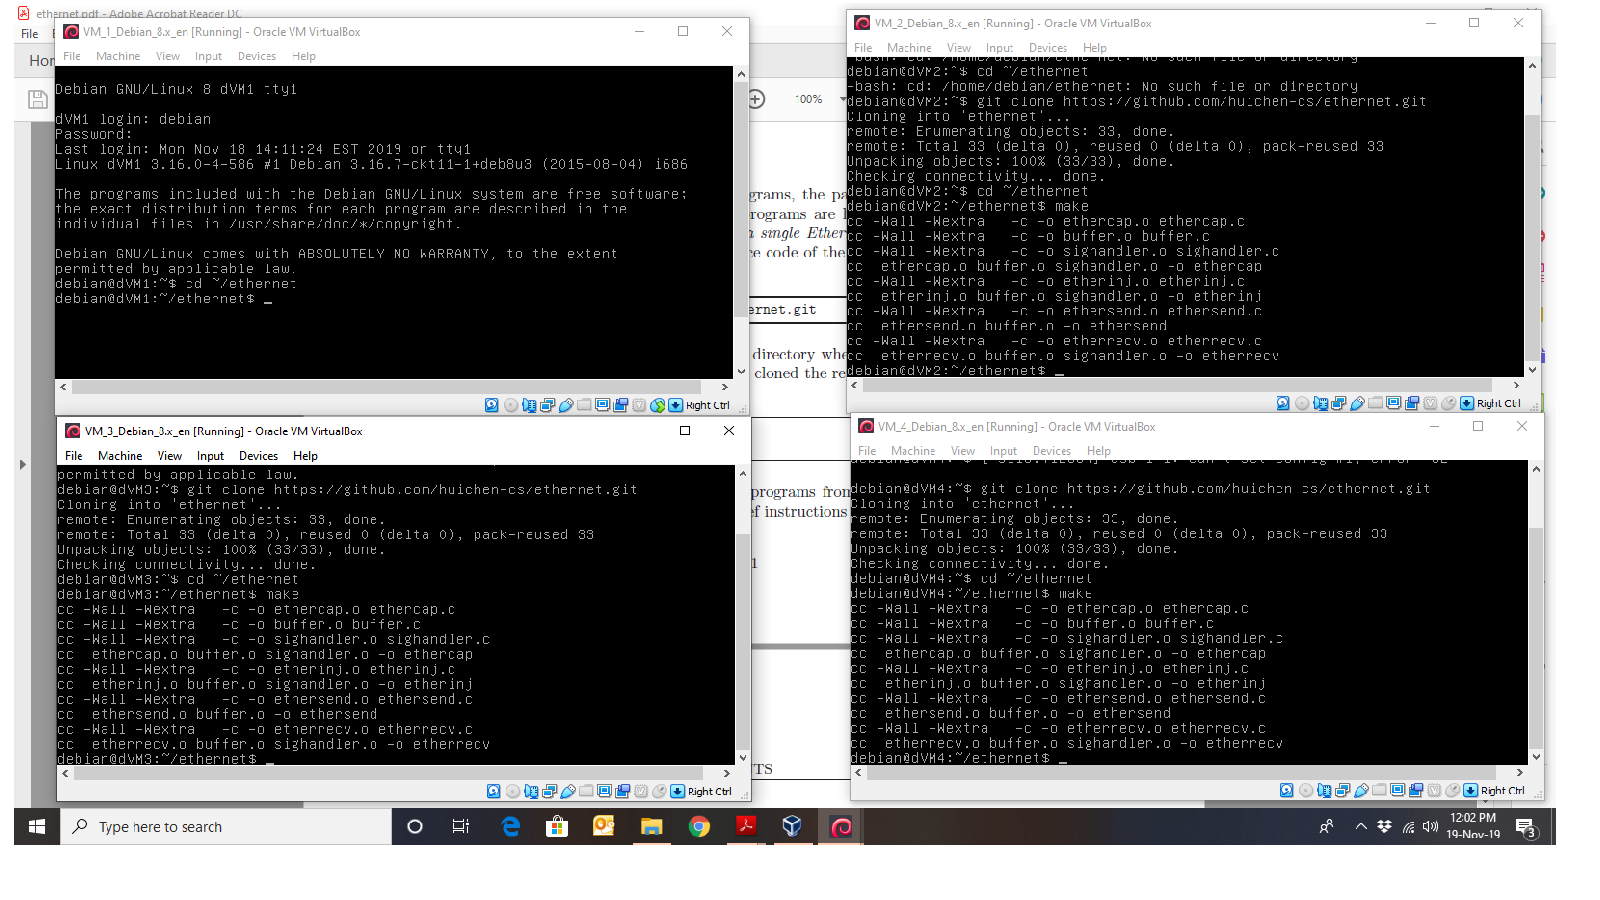 ethernet.pdf - Adobe Acrobat Reader DC
File
Hom
100%
VM_1_Debian_8.x_en [Running] - Oracle VM VirtualBox
File Machine View Input Devices Help
Debian GNU/Linux 8 dVM1 tty1
dVM1 login: debian
Password:
Last login: Mon Nov 18 14:11:24 EST 2019 on tty1
Linux dVM1 3.16.0-4-586 #1 Debian 3.16.7-ckt11-1+deb8u3 (2015-08-04) i686
The programs included with the Debian GNU/Linux system are free software;
the exact distribution terms for each program are described in the
individual files in /usr/share/doc/*/copyright.
Debian GNU/Linux comes with ABSOLUTELY NO WARRANTY, to the extent
permitted by applicable law.
debian@dVM1:~$ cd ~/ethernet
debian@dVM1:~/ethernet$ _
Right Ctrl
VM_2_Debian_8.x_en [Running] - Oracle VM VirtualBox
File Machine View Input Devices Help
-bash: cd: /home/debian/ethernet: No such file or directory
debian@dVM2:~$ cd ~/ethernet
-bash: cd: /home/debian/ethernet: No such file or directory
debian@dVM2:~$ git clone https://github.com/huichen-cs/ethernet.git
Cloning into 'ethernet'...
remote: Enumerating objects: 33, done.
remote: Total 33 (delta 0), reused 0 (delta 0), pack-reused 33
Unpacking objects: 100% (33/33), done.
Checking connectivity... done.
debian@dVM2:~$ cd ~/ethernet
debian@dVM2:~/ethernet$ make
cc -Wall -Wextra   -c -o ethercap.o ethercap.c
cc -Wall -Wextra   -c -o buffer.o buffer.c
cc -Wall -Wextra   -c -o sighandler.o sighandler.c
cc  ethercap.o buffer.o sighandler.o -o ethercap
cc -Wall -Wextra   -c -o etherinj.o etherinj.c
cc  etherinj.o buffer.o sighandler.o -o etherinj
cc -Wall -Wextra   -c -o ethersend.o ethersend.c
cc  ethersend.o buffer.o -o ethersend
cc -Wall -Wextra   -c -o etherrecv.o etherrecv.c
cc  etherrecv.o buffer.o sighandler.o -o etherrecv
debian@dVM2:~/ethernet$ _
Right Ctrl
grams, the pa
rograms are
a single Ether
ce code of the
ernet.git
directory whe
cloned the re
programs from
ef instructions
1
TS
VM_3_Debian_8.x_en [Running] - Oracle VM VirtualBox
File Machine View Input Devices Help
permitted by applicable law.
debian@dVM3:~$ git clone https://github.com/huichen-cs/ethernet.git
Cloning into 'ethernet'...
remote: Enumerating objects: 33, done.
remote: Total 33 (delta 0), reused 0 (delta 0), pack-reused 33
Unpacking objects: 100% (33/33), done.
Checking connectivity... done.
debian@dVM3:~$ cd ~/ethernet
debian@dVM3:~/ethernet$ make
cc -Wall -Wextra   -c -o ethercap.o ethercap.c
cc -Wall -Wextra   -c -o buffer.o buffer.c
cc -Wall -Wextra   -c -o sighandler.o sighandler.c
cc  ethercap.o buffer.o sighandler.o -o ethercap
cc -Wall -Wextra   -c -o etherinj.o etherinj.c
cc  etherinj.o buffer.o sighandler.o -o etherinj
cc -Wall -Wextra   -c -o ethersend.o ethersend.c
cc  ethersend.o buffer.o -o ethersend
cc -Wall -Wextra   -c -o etherrecv.o etherrecv.c
cc  etherrecv.o buffer.o sighandler.o -o etherrecv
debian@dVM3:~/ethernet$ _
Right Ctrl
VM_4_Debian_8.x_en [Running] - Oracle VM VirtualBox
File Machine View Input Devices Help
debian@dVM4:~$ git clone https://github.com/huichen-cs/ethernet.git
Cloning into 'ethernet'...
remote: Enumerating objects: 33, done.
remote: Total 33 (delta 0), reused 0 (delta 0), pack-reused 33
Unpacking objects: 100% (33/33), done.
Checking connectivity... done.
debian@dVM4:~$ cd ~/ethernet
debian@dVM4:~/ethernet$ make
cc -Wall -Wextra   -c -o ethercap.o ethercap.c
cc -Wall -Wextra   -c -o buffer.o buffer.c
cc -Wall -Wextra   -c -o sighandler.o sighandler.c
cc  ethercap.o buffer.o sighandler.o -o ethercap
cc -Wall -Wextra   -c -o etherinj.o etherinj.c
cc  etherinj.o buffer.o sighandler.o -o etherinj
cc -Wall -Wextra   -c -o ethersend.o ethersend.c
cc  ethersend.o buffer.o -o ethersend
cc -Wall -Wextra   -c -o etherrecv.o etherrecv.c
cc  etherrecv.o buffer.o sighandler.o -o etherrecv
debian@dVM4:~/ethernet$ _
Right Ctrl
Type here to search
12:02 PM
19-Nov-19
3